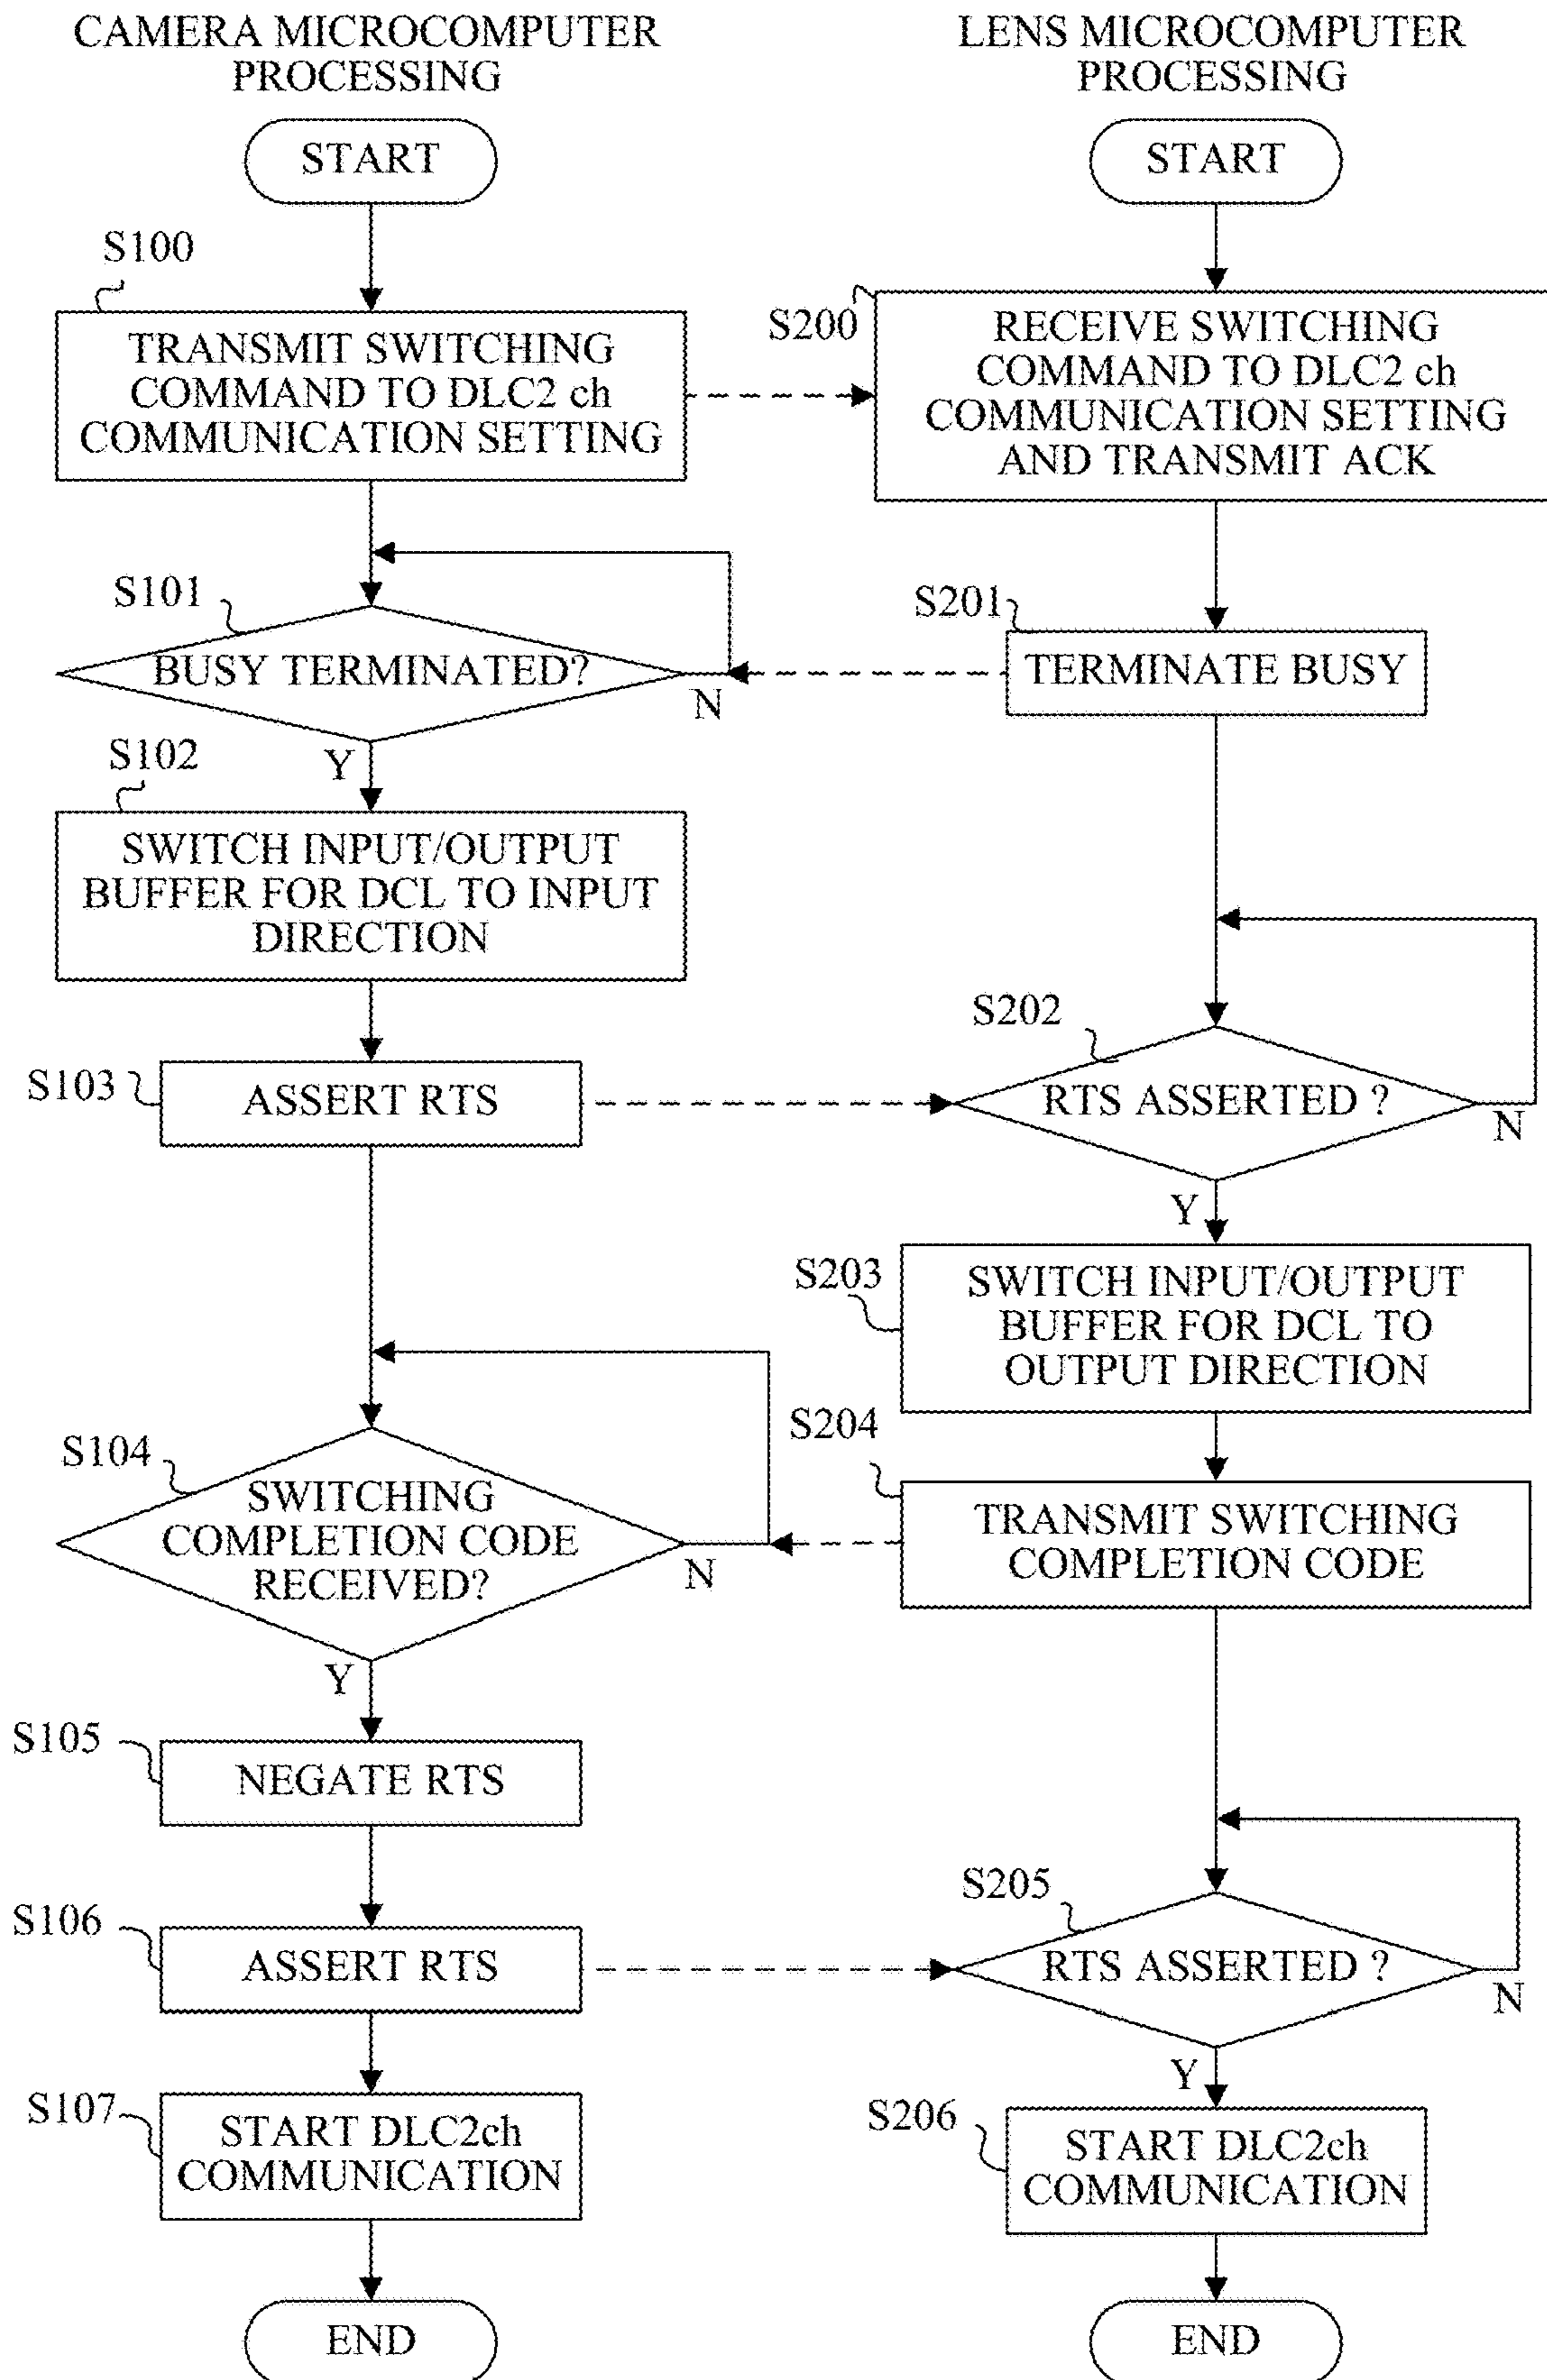 CAMERA MICROCOMPUTER
PROCESSING
START
S100
TRANSMIT SWITCHING
COMMAND TO DLC2 ch
COMMUNICATION SETTING
S101
BUSY TERMINATED?
N
Y
S102
SWITCH INPUT/OUTPUT
BUFFER FOR DCL TO INPUT
DIRECTION
S103
ASSERT RTS
S104
SWITCHING
COMPLETION CODE
RECEIVED?
N
Y
S105
NEGATE RTS
S106
ASSERT RTS
S107
START DLC2ch
COMMUNICATION
END
LENS MICROCOMPUTER
PROCESSING
START
S200
RECEIVE SWITCHING
COMMAND TO DLC2 ch
COMMUNICATION SETTING
AND TRANSMIT ACK
S201
TERMINATE BUSY
S202
RTS ASSERTED ?
N
Y
S203
SWITCH INPUT/OUTPUT
BUFFER FOR DCL TO
OUTPUT DIRECTION
S204
TRANSMIT SWITCHING
COMPLETION CODE
S205
RTS ASSERTED ?
N
Y
S206
START DLC2ch
COMMUNICATION
END